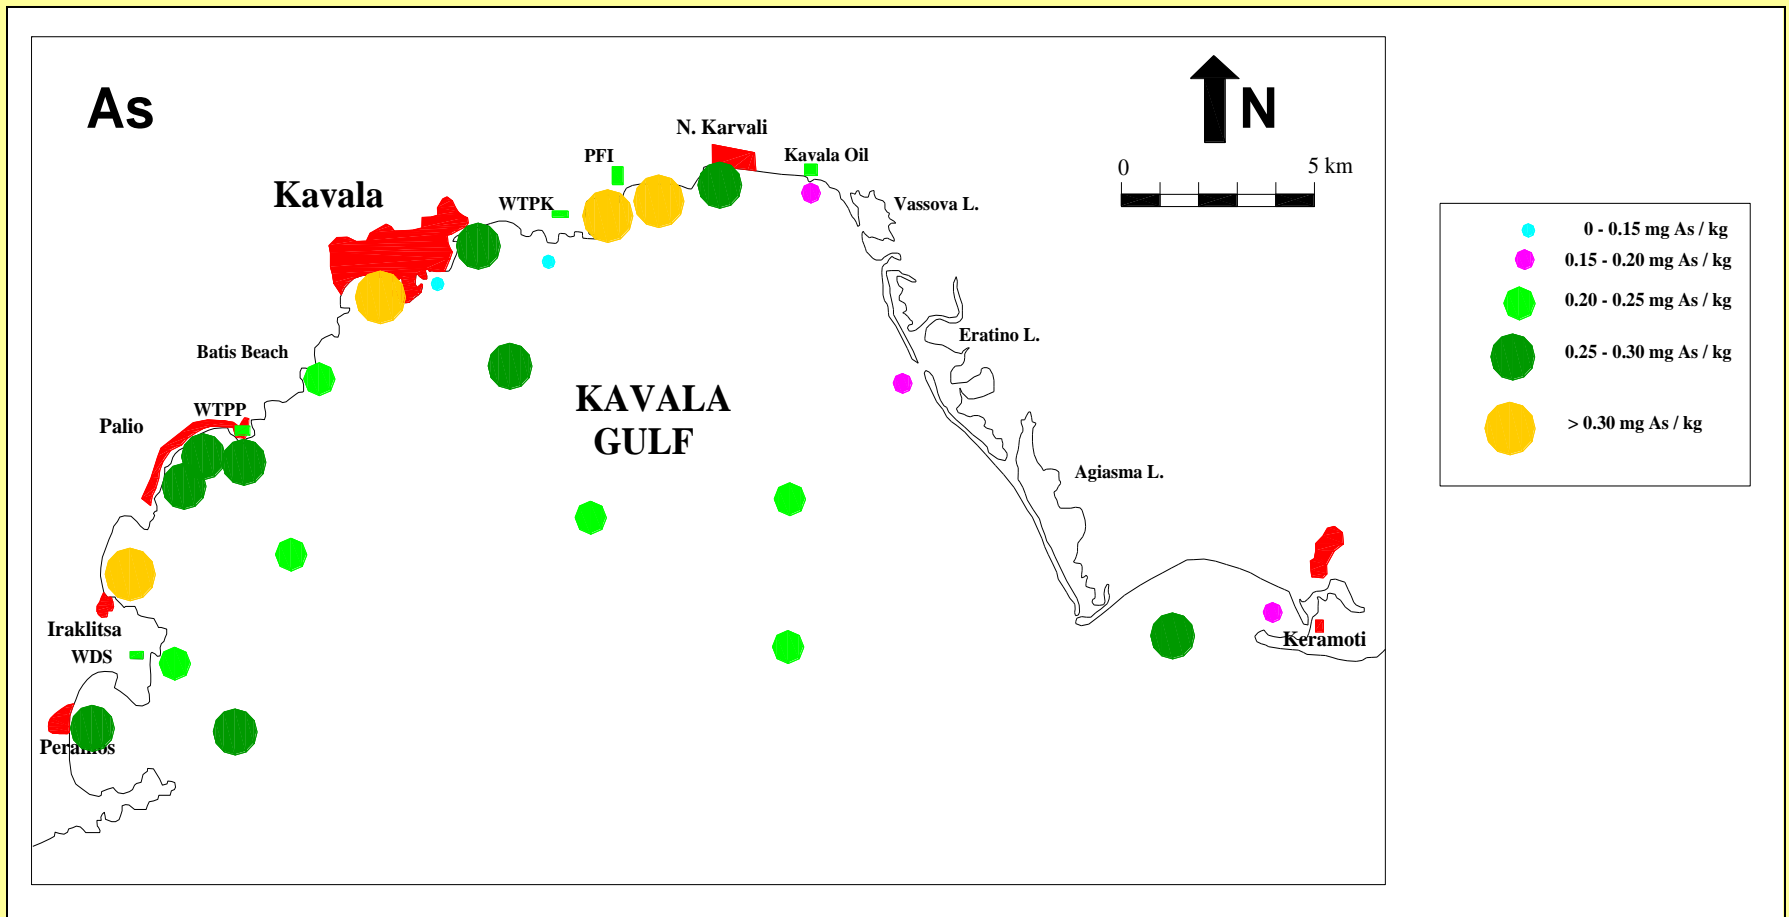 As
N
0 5 km
N. Karvali
PFI
Kavala Oil
Kavala
WTPK
Vassova L.
Batis Beach
Eratino L.
KAVALA
GULF
WTPP
Palio
Agiasma L.
Iraklitsa
WDS
Keramoti
Peramos
0 - 0.15 mg As / kg
0.15 - 0.20 mg As / kg
0.20 - 0.25 mg As / kg
0.25 - 0.30 mg As / kg
> 0.30 mg As / kg